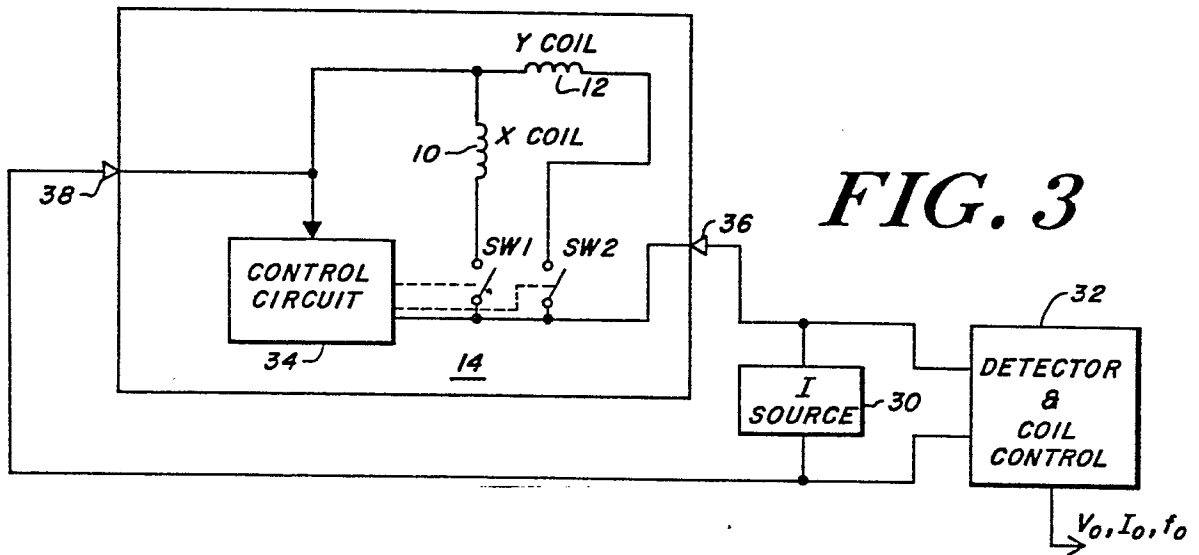 Y COIL
12
10
X COIL
38
FIG. 3
36
SW1
SW2
CONTROL
CIRCUIT
34
14
32
I
SOURCE
30
DETECTOR
&
COIL
CONTROL
V₀, I₀, f₀